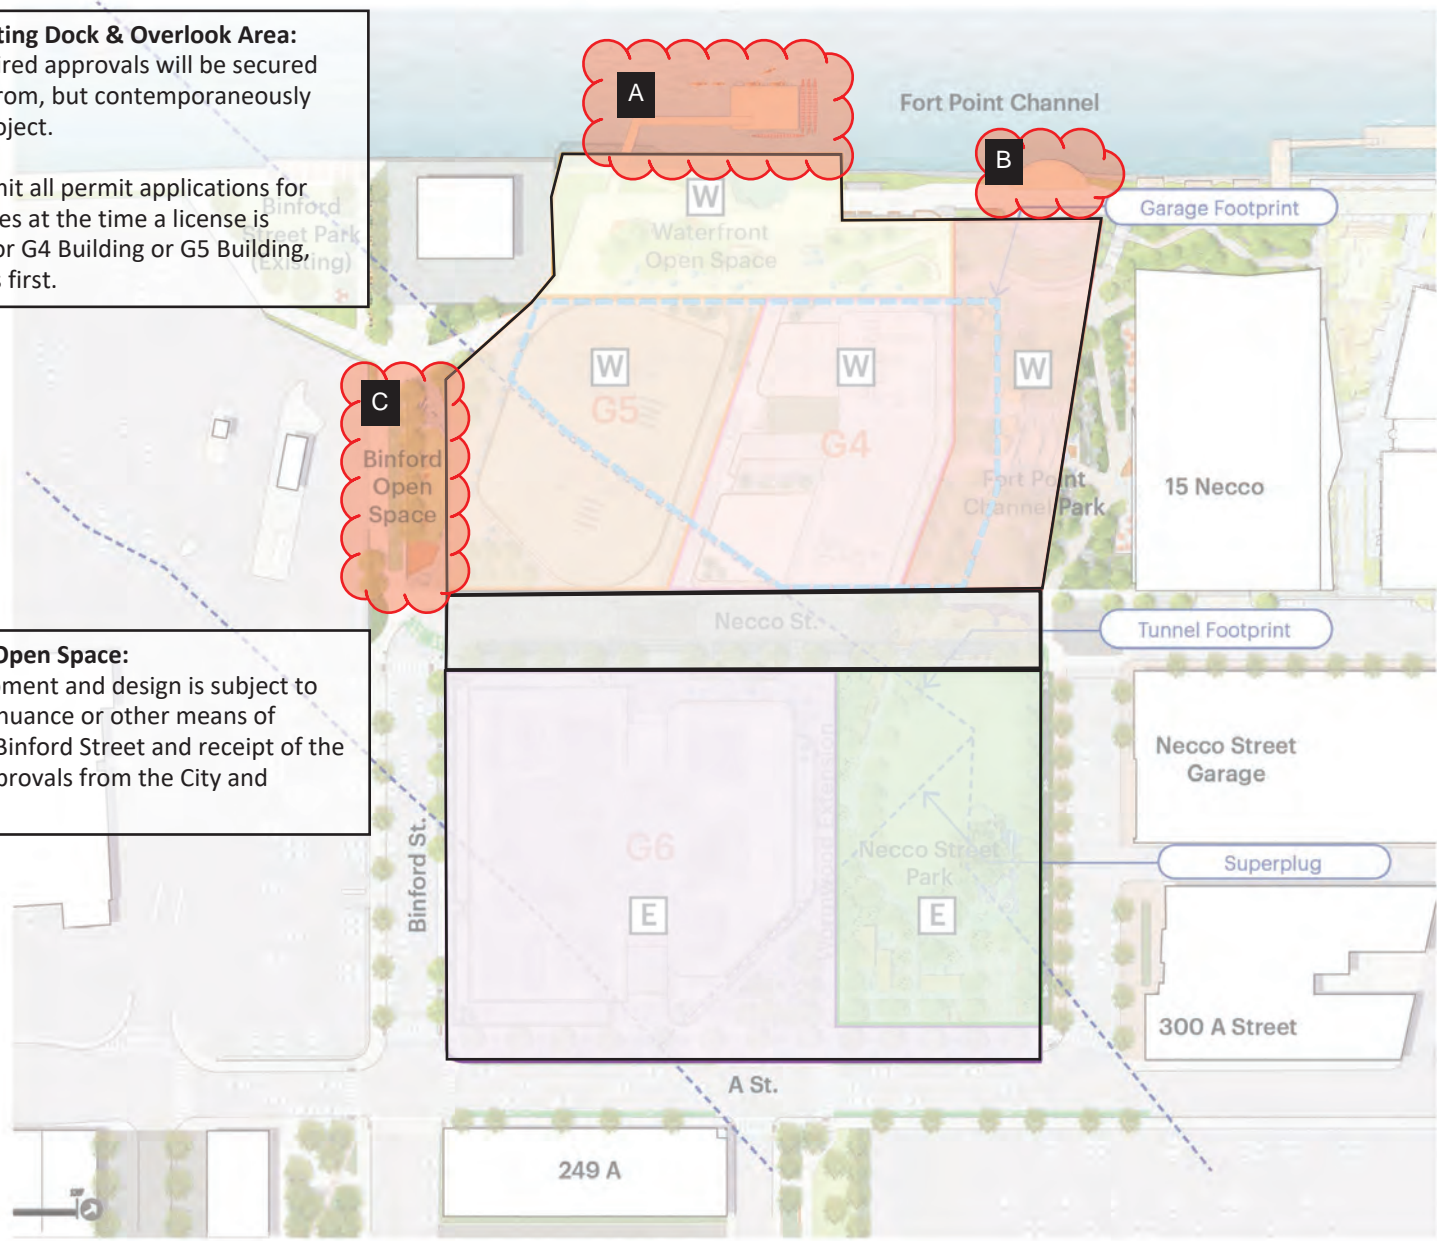 ting Dock & Overlook Area:
ired approvals will be secured
rom, but contemporaneously
oject.
nit all permit applications for
es at the time a license is
or G4 Building or G5 Building,
s first.
Binford
Street Park
(Existing)
A
Fort Point Channel
B
Garage Footprint
W
Waterfront
Open Space
W
W
W
G5
G4
C
Binford
Open
Space
Fort Point
Channel Park
15 Necco
Necco St.
Tunnel Footprint
Open Space:
pment and design is subject to
nuance or other means of
Binford Street and receipt of the
provals from the City and
Necco Street
Garage
Wormwood Extension
G6
Necco Street
Park
Superplug
Binford St.
E
E
300 A Street
A St.
249 A